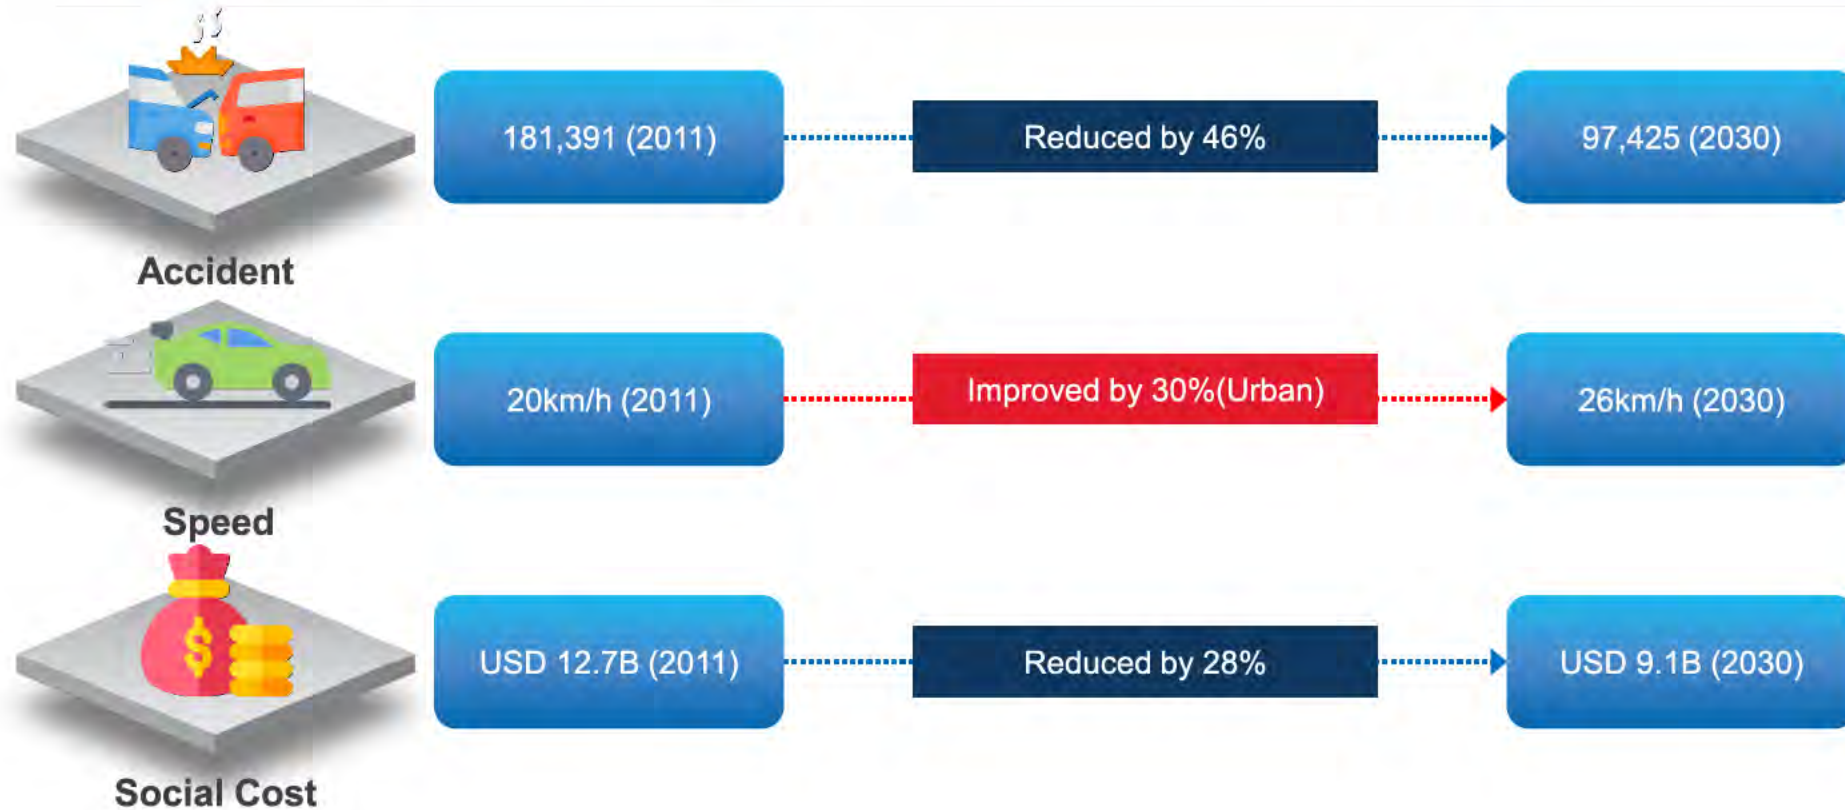 181,391 (2011)
Reduced by 46%
97,425 (2030)
Accident
20km/h (2011)
Improved by 30%(Urban)
26km/h (2030)
Speed
$
USD 12.7B (2011)
Reduced by 28%
USD 9.1B (2030)
Social Cost